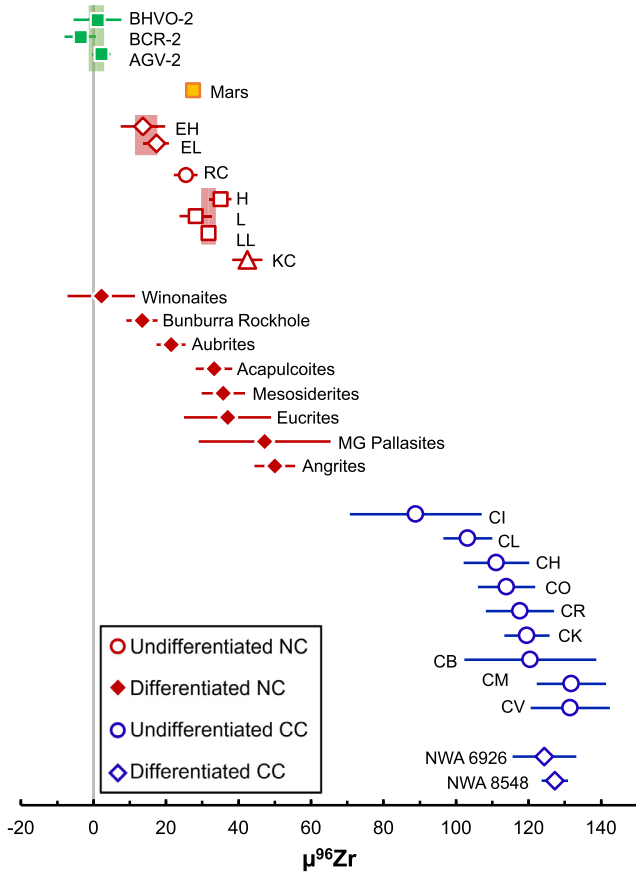 BHVO-2
BCR-2
AGV-2
Mars
EH
EL
RC
H
L
LL
KC
Winonaites
Bunburra Rockhole
Aubrites
Acapulcoites
Mesosiderites
Eucrites
MG Pallasites
Angrites
CI
CL
CH
CO
CR
CK
CB
CM
CV
NWA 6926
NWA 8548
Undifferentiated NC
Differentiated NC
Undifferentiated CC
Differentiated CC
-20 0 20 40 60 80 100 120 140
μ⁹⁶Zr